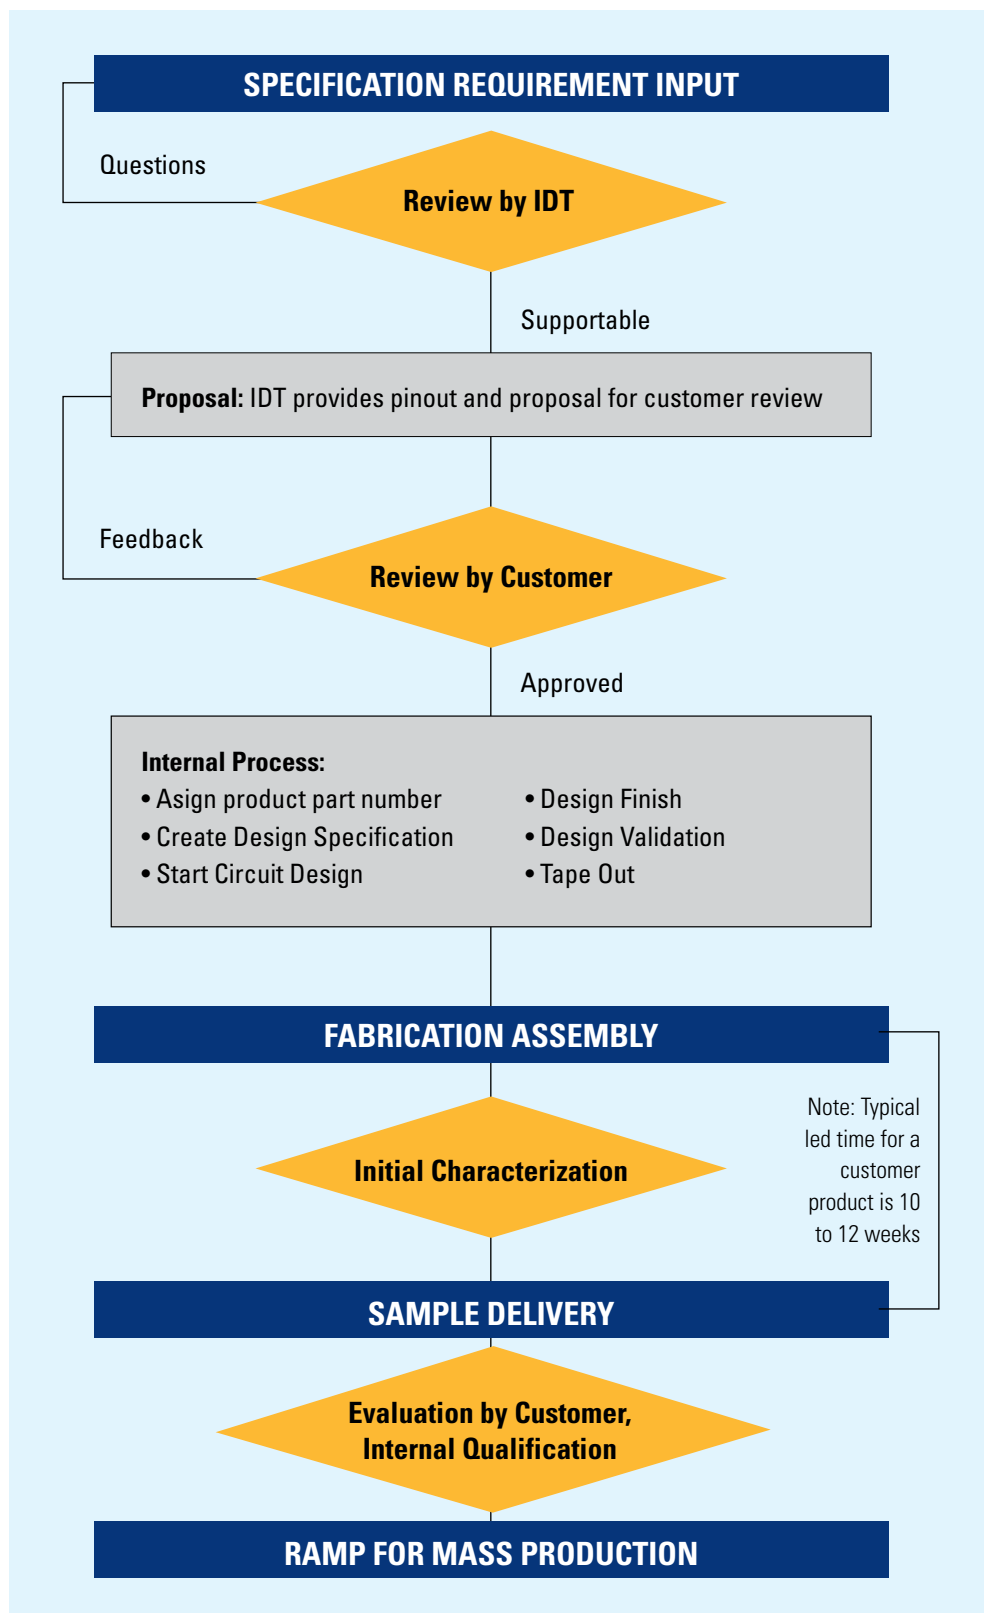 SPECIFICATION REQUIREMENT INPUT
Questions
Review by IDT
Supportable
Proposal: IDT provides pinout and proposal for customer review
Feedback
Review by Customer
Approved
Internal Process:
• Asign product part number
• Create Design Specification
• Start Circuit Design
• Design Finish
• Design Validation
• Tape Out
FABRICATION ASSEMBLY
Note: Typical
led time for a
customer
product is 10
to 12 weeks
Initial Characterization
SAMPLE DELIVERY
Evaluation by Customer,
Internal Qualification
RAMP FOR MASS PRODUCTION